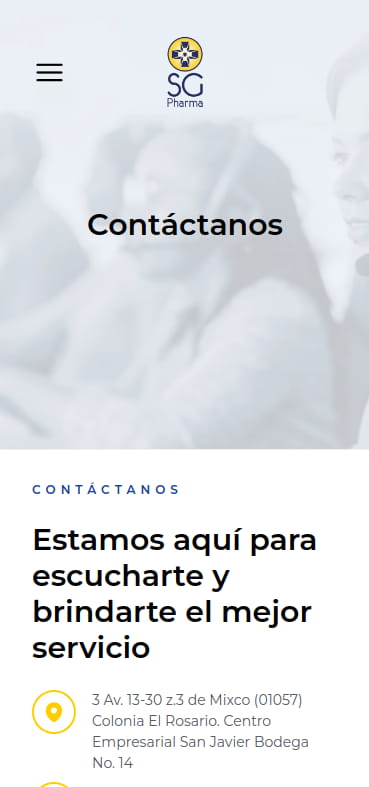 SG
Pharma
Contáctanos
CONTÁCTANOS
Estamos aquí para
escucharte y
brindarte el mejor
servicio
3 Av. 13-30 z.3 de Mixco (01057)
Colonia El Rosario. Centro
Empresarial San Javier Bodega
No. 14